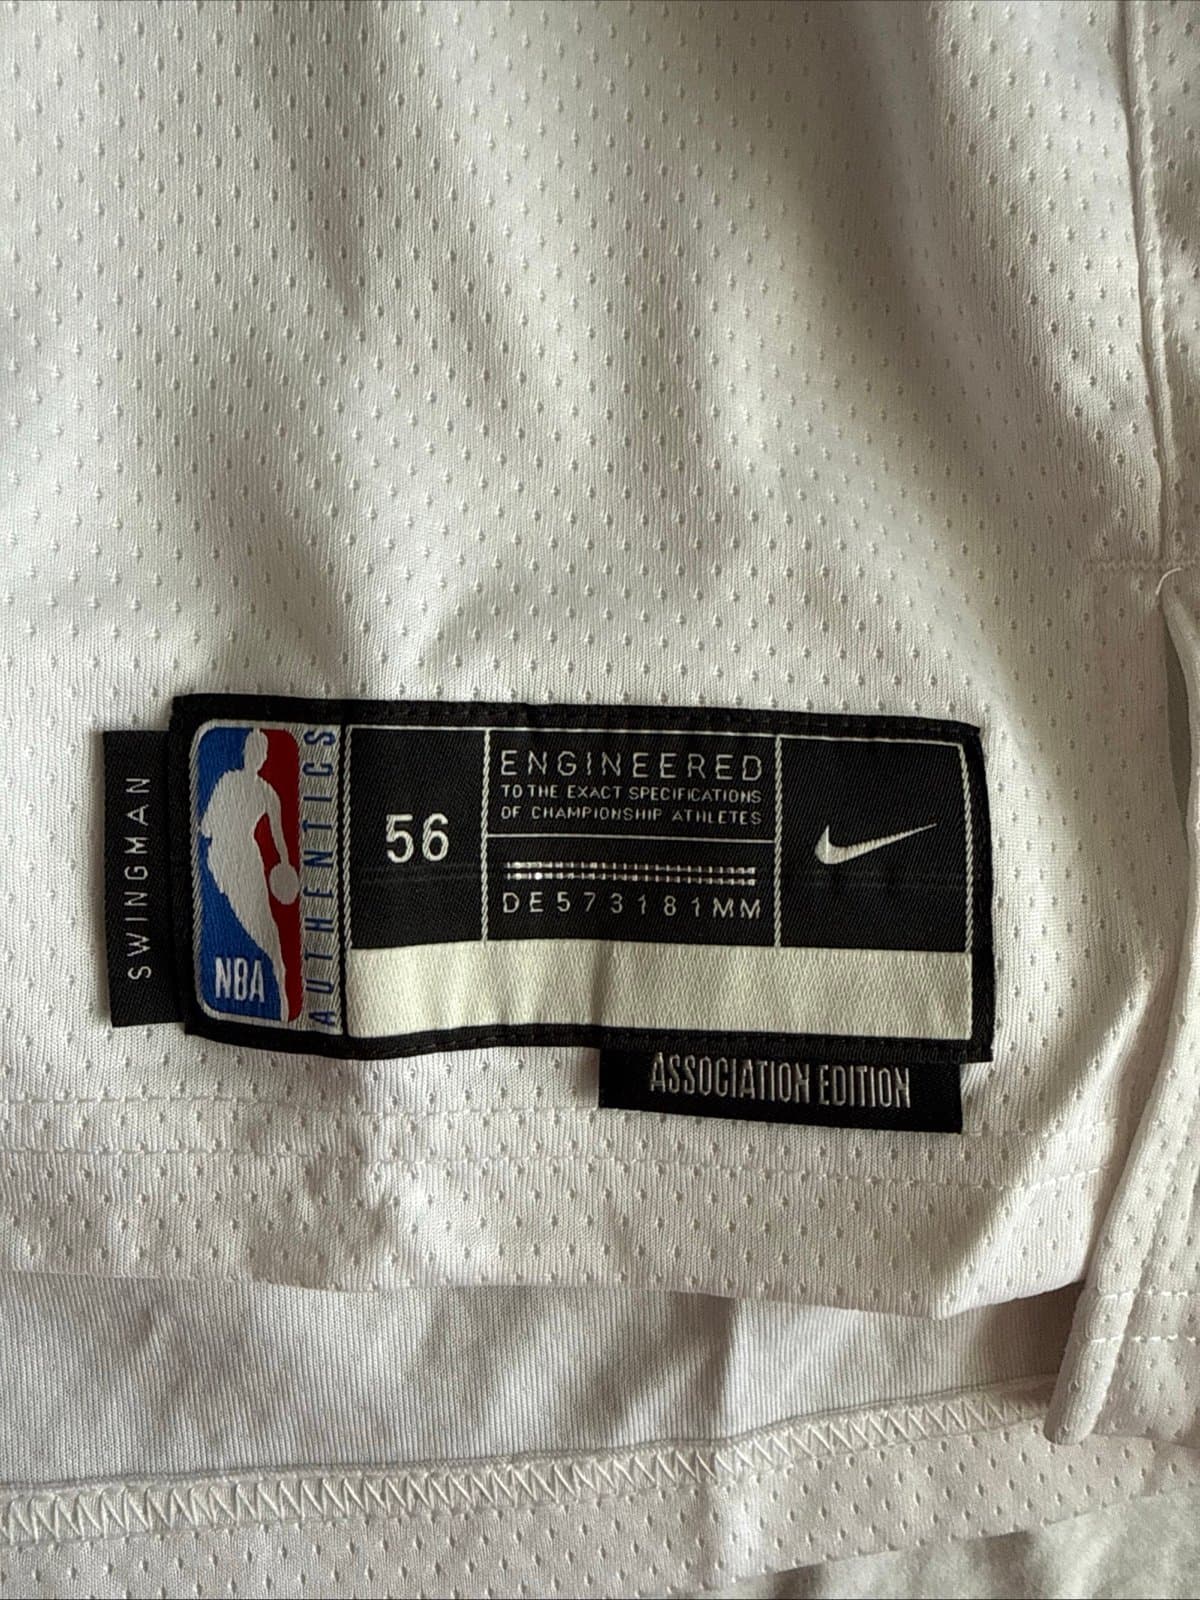 SWINGMAN
NBA
AUTHENTICS
56
ENGINEERED
TO THE EXACT SPECIFICATIONS
OF CHAMPIONSHIP ATHLETES
DE573181MM
ASSOCIATION EDITION